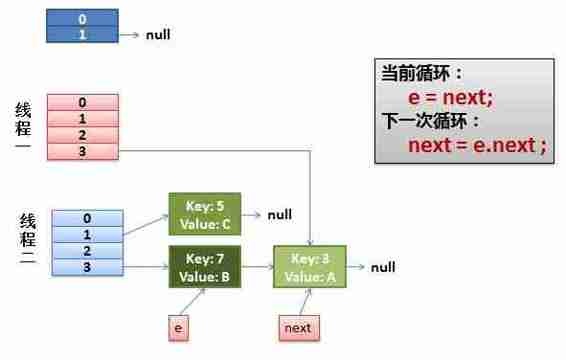 0
1
null
当前循环：
e = next;
下一次循环：
next = e.next ;
线程一
0
1
2
3
线程二
0
1
2
3
Key: 5
Value: C
null
Key: 7
Value: B
Key: 3
Value: A
null
e
next